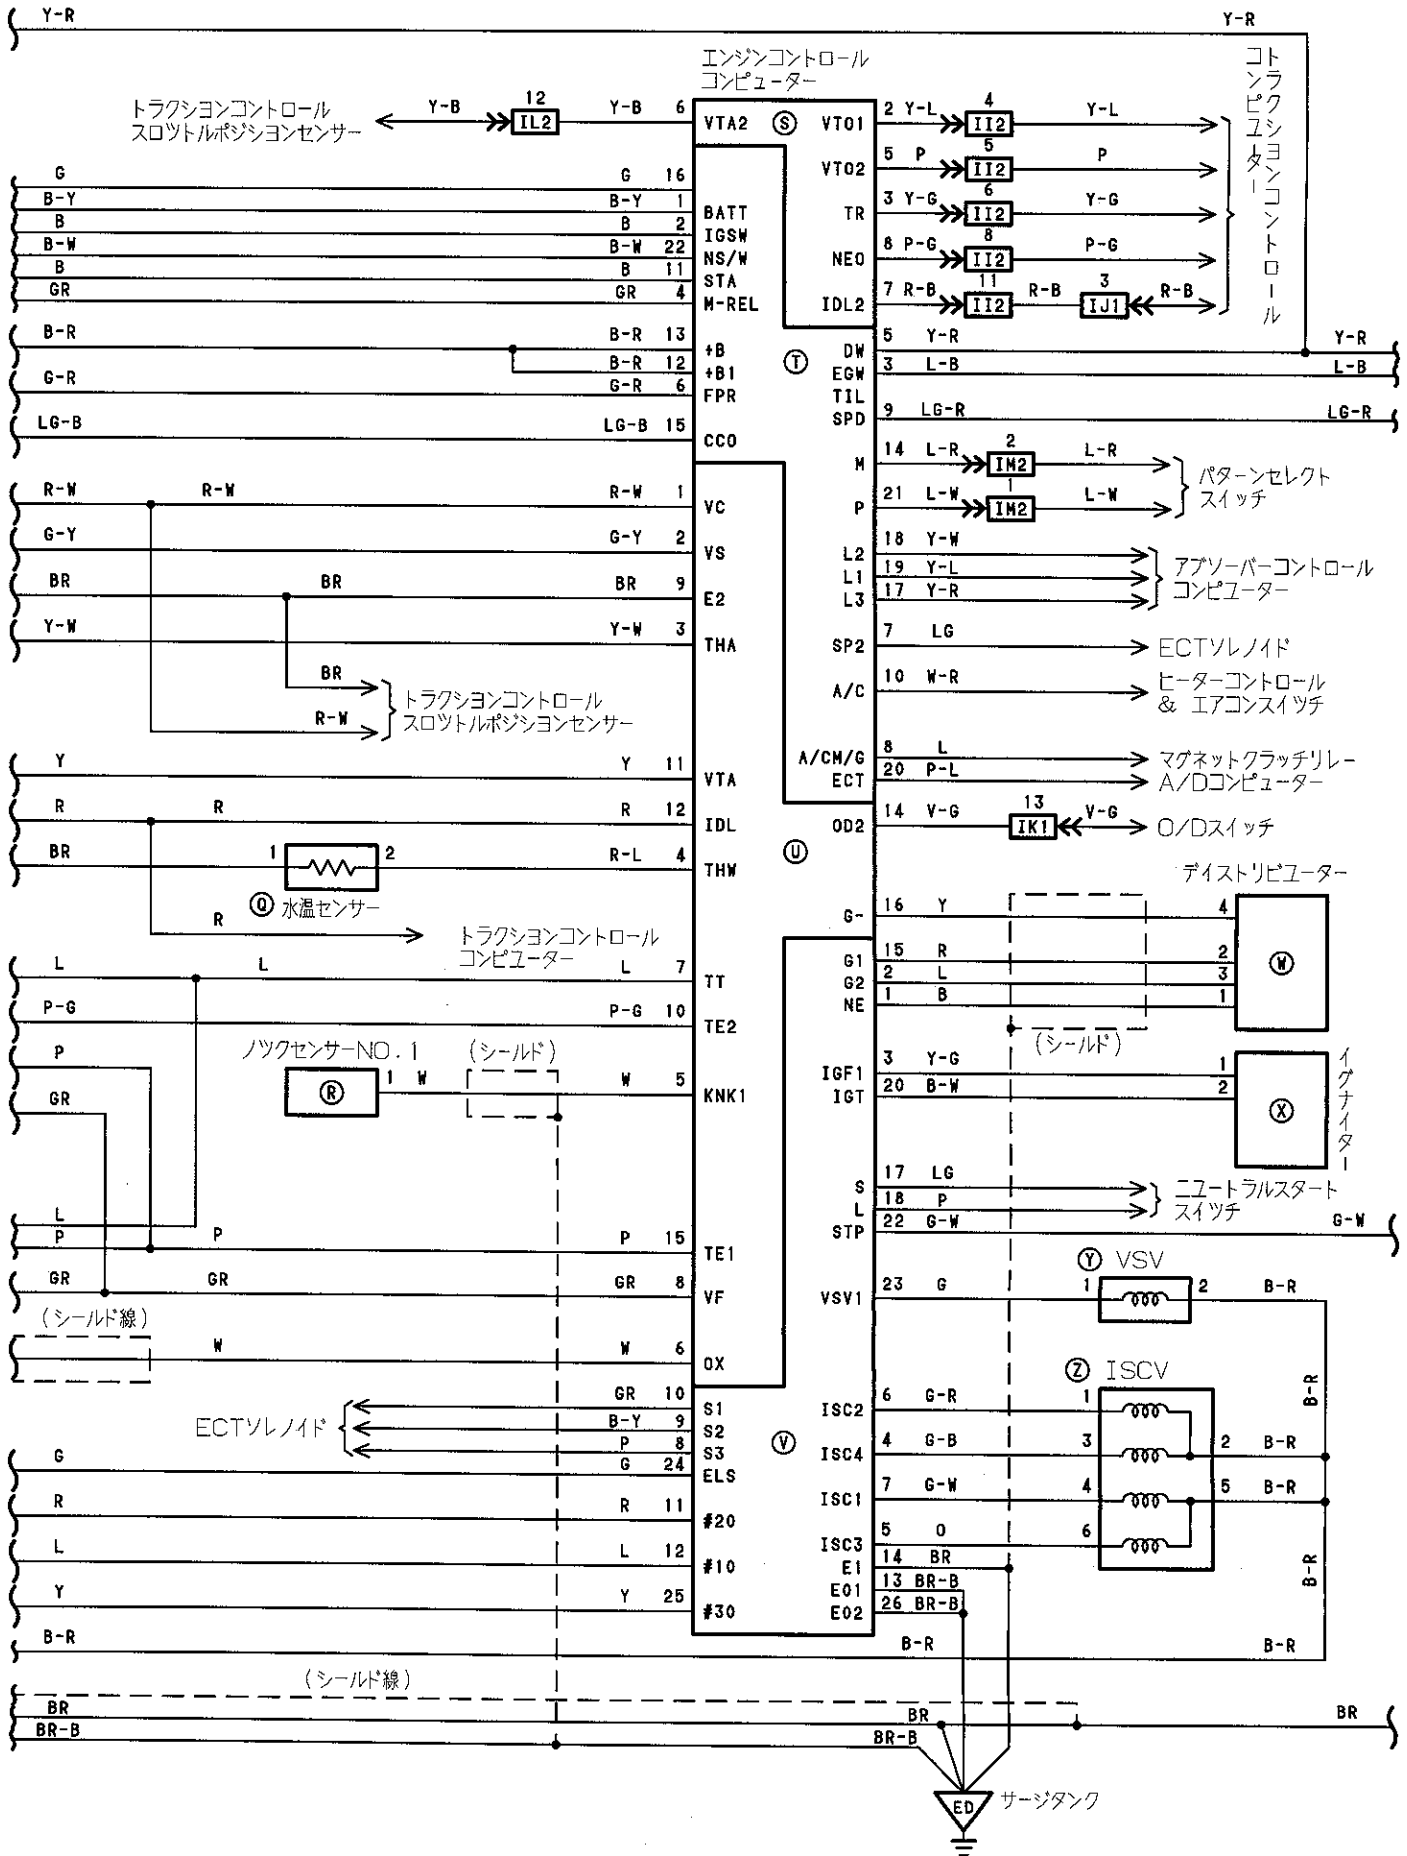 Y-R
Y-R
エンジンコントロール
コンピューター
トラクションコントロール
コンピユーター
トラクションコントロール
スロツトルポジションセンサー
Y-B
12
IL2
Y-B
6
VTA2
S
VTO1
2
Y-L
4
II2
Y-L
VTO2
5
P
5
II2
P
G
G
16
B-Y
B-Y
1
BATT
TR
3
Y-G
6
II2
Y-G
B
B
2
IGSW
B-W
B-W
22
NS/W
NEO
8
P-G
8
II2
P-G
B
B
11
STA
GR
GR
4
M-REL
IDL2
7
R-B
11
II2
R-B
3
IJ1
R-B
B-R
B-R
13
+B
T
DW
5
Y-R
Y-R
B-R
12
+B1
EGW
3
L-B
L-B
G-R
G-R
6
FPR
TIL
SPD
9
LG-R
LG-R
LG-B
LG-B
15
CCO
M
14
L-R
2
IM2
L-R
パターンセレクト
スイッチ
R-W
R-W
R-W
1
VC
P
21
L-W
1
IM2
L-W
G-Y
G-Y
2
VS
L2
18
Y-W
L1
19
Y-L
アブソーバーコントロール
コンピユーター
BR
BR
BR
9
E2
L3
17
Y-R
Y-W
Y-W
3
THA
SP2
7
LG
ECTソレノイド
BR
R-W
トラクションコントロール
スロツトルポジションセンサー
A/C
10
W-R
ヒーターコントロール
& エアコンスイツチ
Y
Y
11
VTA
A/CM/G
8
L
マグネットクラッチリレー
ECT
20
P-L
A/Dコンピューター
R
R
R
12
IDL
OD2
14
V-G
13
IK1
V-G
O/Dスイッチ
BR
1
2
R-L
4
THW
U
Q
水温センサー
R
トラクションコントロール
コンピユーター
デイストリビユーター
G-
16
Y
4
L
L
L
7
TT
G1
15
R
2
W
G2
2
L
3
P-G
P-G
10
TE2
NE
1
B
1
(シールド)
P
ノツクセンサーNO.1
(シールド)
R
1
W
W
5
KNK1
IGF1
3
Y-G
1
イグナイター
IGT
20
B-W
2
X
GR
S
17
LG
L
18
P
ニユートラルスタート
スイツチ
L
P
P
P
15
TE1
STP
22
G-W
G-W
GR
GR
GR
8
VF
VSV1
23
G
Y
VSV
1
2
B-R
(シールド線)
W
W
6
OX
Z
ISCV
B-R
ECTソレノイド
GR
10
S1
B-Y
9
S2
P
8
S3
V
ISC2
6
G-R
1
ISC4
4
G-B
3
2
B-R
G
G
24
ELS
ISC1
7
G-W
4
5
B-R
R
R
11
#20
ISC3
5
O
6
L
L
12
#10
E1
14
BR
B-R
EO1
13
BR-B
Y
Y
25
#30
EO2
26
BR-B
B-R
B-R
B-R
(シールド線)
BR
BR
BR
BR-B
BR-B
ED
サージタンク